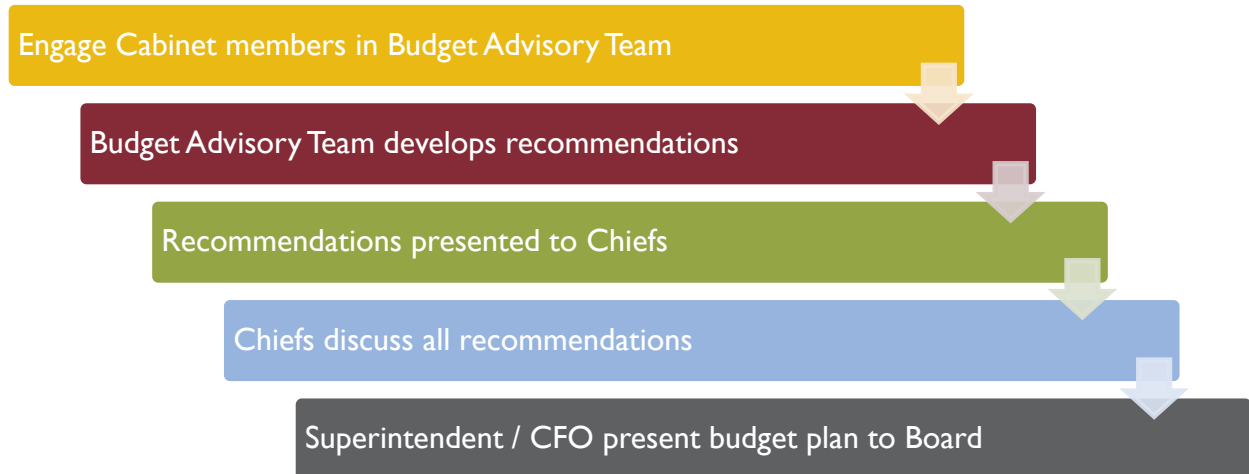 Engage Cabinet members in Budget Advisory Team
Budget Advisory Team develops recommendations
Recommendations presented to Chiefs
Chiefs discuss all recommendations
Superintendent / CFO present budget plan to Board